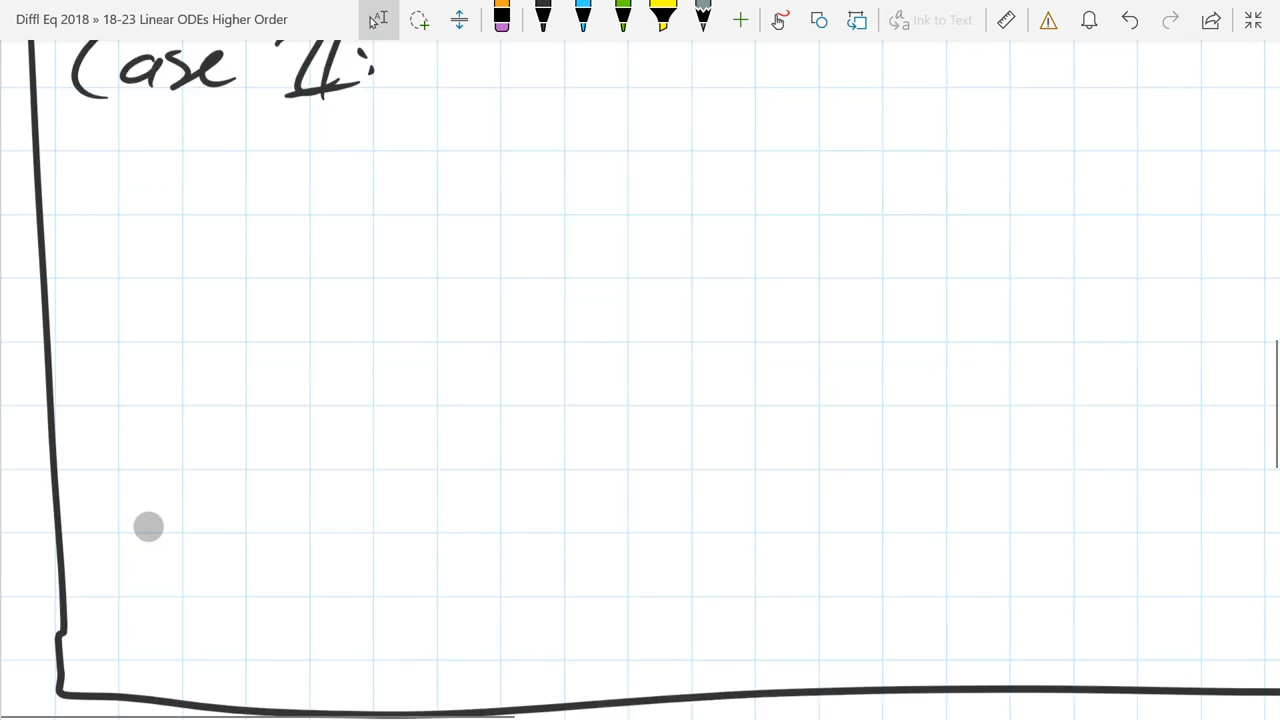 Diffl Eq 2018 » 18-23 Linear ODEs Higher Order
Ink to Text
Case II: